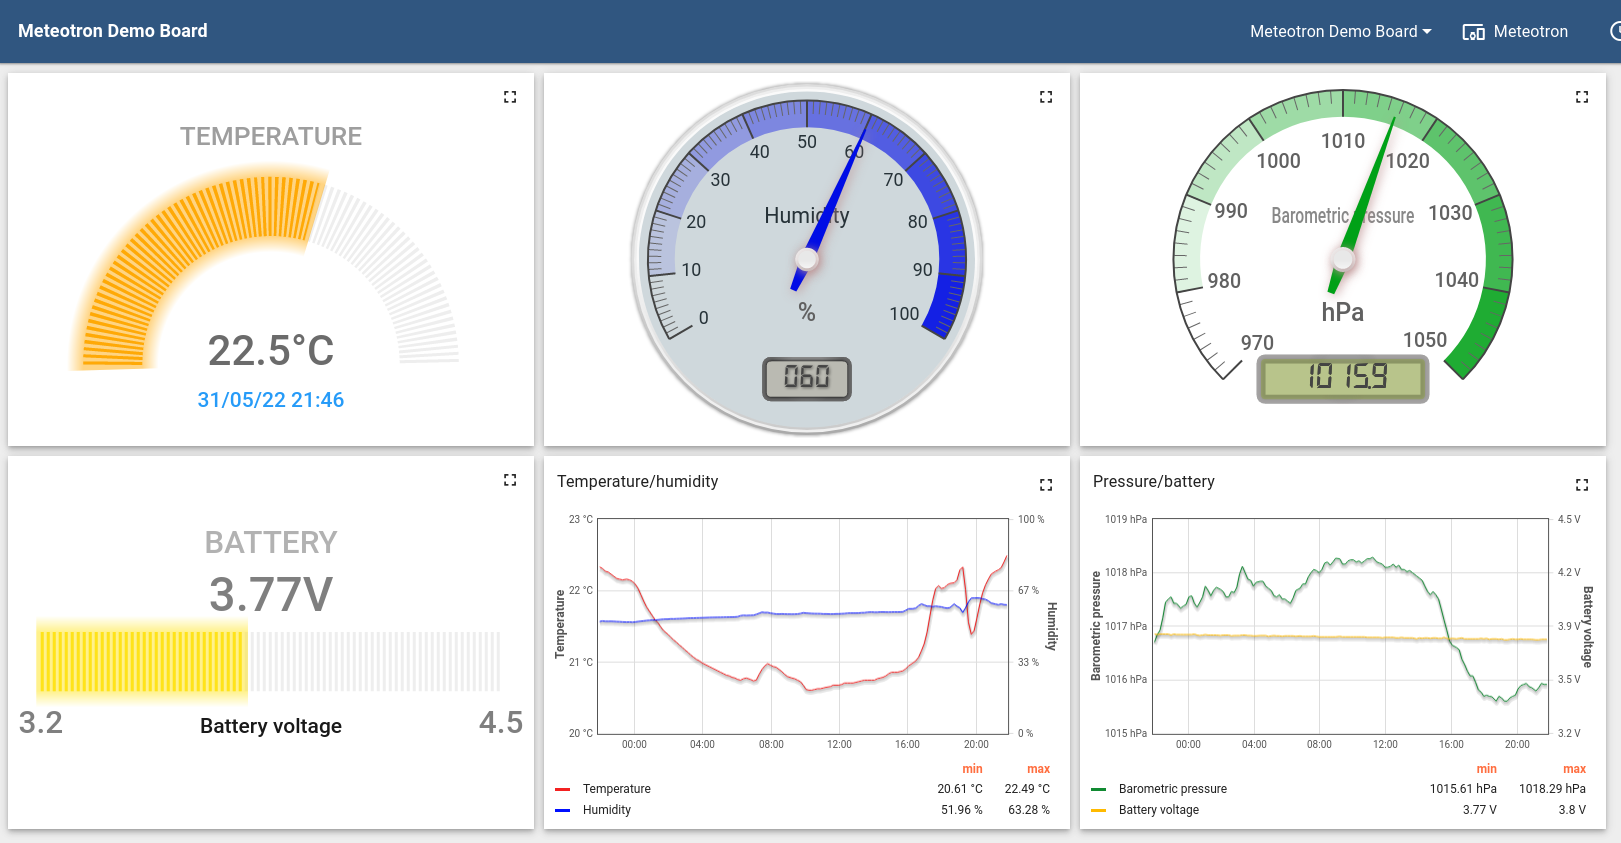 Meteotron Demo Board
Meteotron Demo Board
Meteotron
TEMPERATURE
22.5°C
31/05/22 21:46
0
10
20
30
40
50
60
70
80
90
100
Humidity
%
060
970
980
990
1000
1010
1020
1030
1040
1050
Barometric pressure
hPa
1015.9
BATTERY
3.77V
3.2
Battery voltage
4.5
Temperature/humidity
23 °C
22 °C
21 °C
20 °C
Temperature
100 %
67 %
33 %
0 %
Humidity
00:00 04:00 08:00 12:00 16:00 20:00
min max
Temperature 20.61 °C 22.49 °C
Humidity 51.96 % 63.28 %
Pressure/battery
1019 hPa
1018 hPa
1017 hPa
1016 hPa
1015 hPa
Barometric pressure
4.5 V
4.2 V
3.9 V
3.5 V
3.2 V
Battery voltage
00:00 04:00 08:00 12:00 16:00 20:00
min max
Barometric pressure 1015.61 hPa 1018.29 hPa
Battery voltage 3.77 V 3.8 V